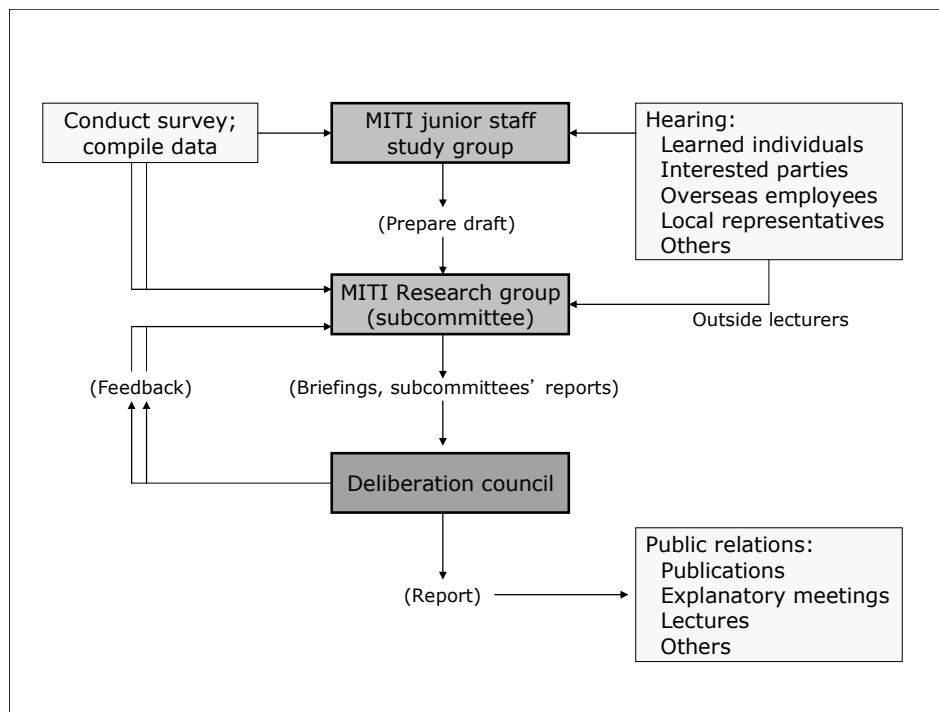 Conduct survey;
compile data
MITI junior staff
study group
Hearing:
Learned individuals
Interested parties
Overseas employees
Local representatives
Others
(Prepare draft)
MITI Research group
(subcommittee)
Outside lecturers
(Feedback)
(Briefings, subcommittees’ reports)
Deliberation council
(Report)
Public relations:
Publications
Explanatory meetings
Lectures
Others